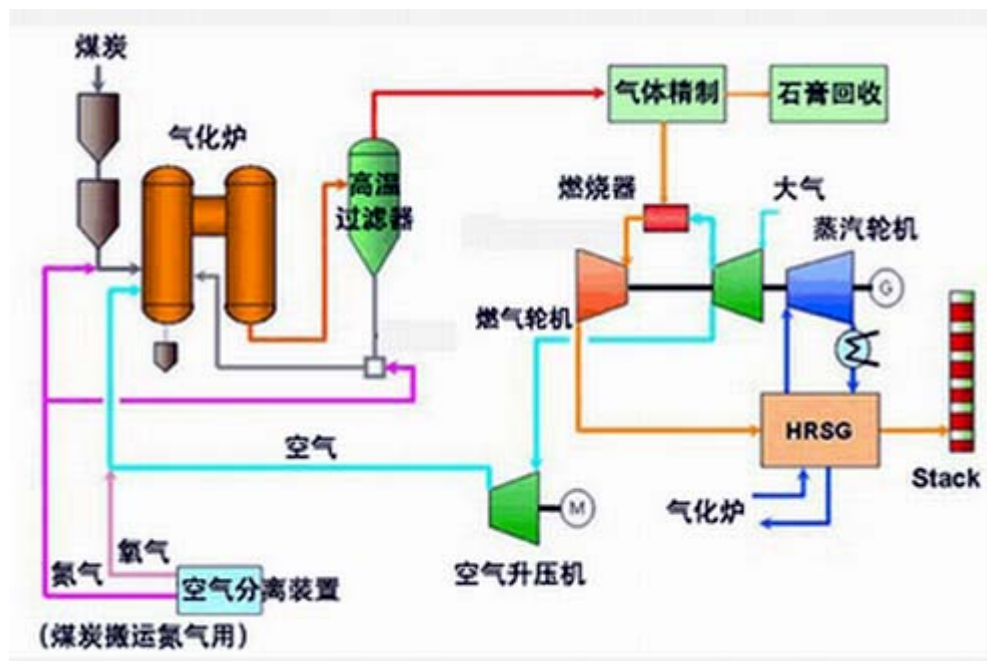 煤炭
气化炉
高温
过滤器
气体精制
石膏回收
燃烧器
大气
蒸汽轮机
G
燃气轮机
HRSG
Stack
气化炉
空气
M
空气升压机
氧气
氮气
空气分离装置
(煤炭搬运氮气用)